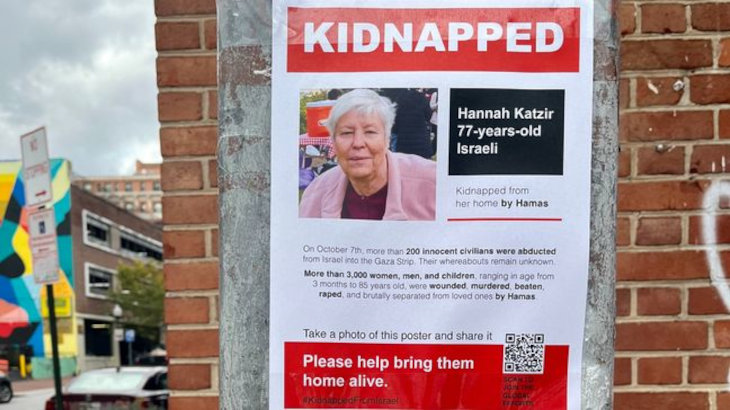 KIDNAPPED
Hannah Katzir
77-years-old
Israeli
Kidnapped from
her home by Hamas
On October 7th, more than 200 innocent civilians were abducted
from Israel into the Gaza Strip. Their whereabouts remain unknown.
More than 3,000 women, men, and children, ranging in age from
3 months to 85 years old, were wounded, murdered, beaten,
raped, and brutally separated from loved ones by Hamas.
Take a photo of this poster and share it
Please help bring them
home alive.
#KidnappedFromIsrael
SCAN TO
JOIN THE
GLOBAL